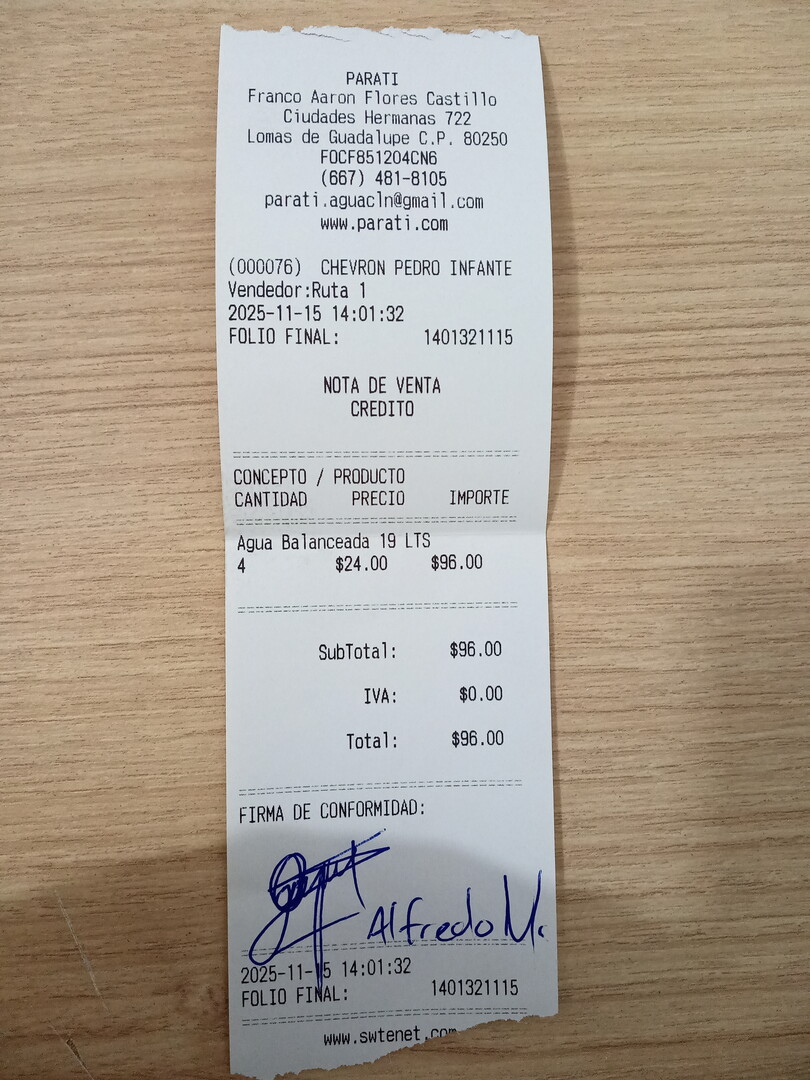 PARATI
Franco Aaron Flores Castillo
Ciudades Hermanas 722
Lomas de Guadalupe C.P. 80250
FOCF851204CN6
(667) 481-8105
parati.aguacln@gmail.com
www.parati.com
(000076) CHEVRON PEDRO INFANTE
Vendedor:Ruta 1
2025-11-15 14:01:32
FOLIO FINAL: 1401321115
NOTA DE VENTA
CREDITO
CONCEPTO / PRODUCTO
CANTIDAD PRECIO IMPORTE
Agua Balanceada 19 LTS
4 $24.00 $96.00
SubTotal: $96.00
IVA: $0.00
Total: $96.00
FIRMA DE CONFORMIDAD:
Alfredo M.
2025-11-15 14:01:32
FOLIO FINAL: 1401321115
www.swtenet.com